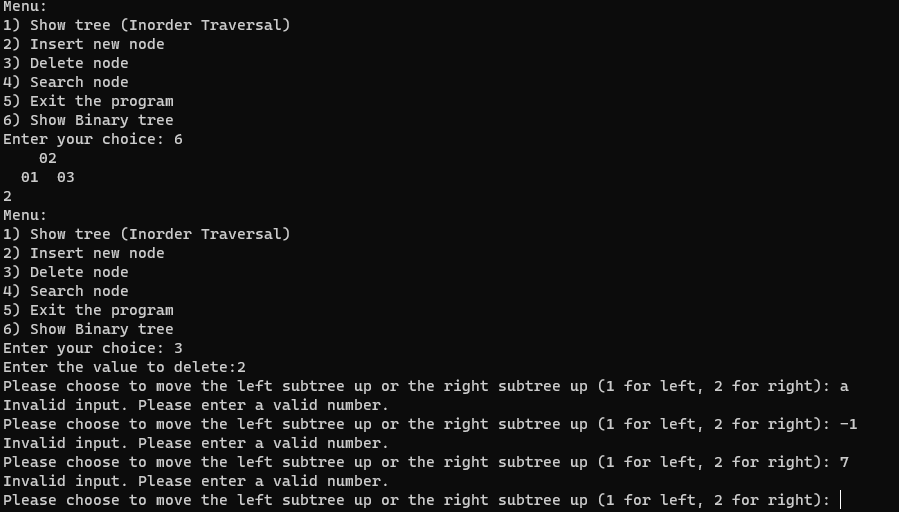 Menu:
1) Show tree (Inorder Traversal)
2) Insert new node
3) Delete node
4) Search node
5) Exit the program
6) Show Binary tree
Enter your choice: 6
    02
  01  03
2
Menu:
1) Show tree (Inorder Traversal)
2) Insert new node
3) Delete node
4) Search node
5) Exit the program
6) Show Binary tree
Enter your choice: 3
Enter the value to delete:2
Please choose to move the left subtree up or the right subtree up (1 for left, 2 for right): a
Invalid input. Please enter a valid number.
Please choose to move the left subtree up or the right subtree up (1 for left, 2 for right): -1
Invalid input. Please enter a valid number.
Please choose to move the left subtree up or the right subtree up (1 for left, 2 for right): 7
Invalid input. Please enter a valid number.
Please choose to move the left subtree up or the right subtree up (1 for left, 2 for right):